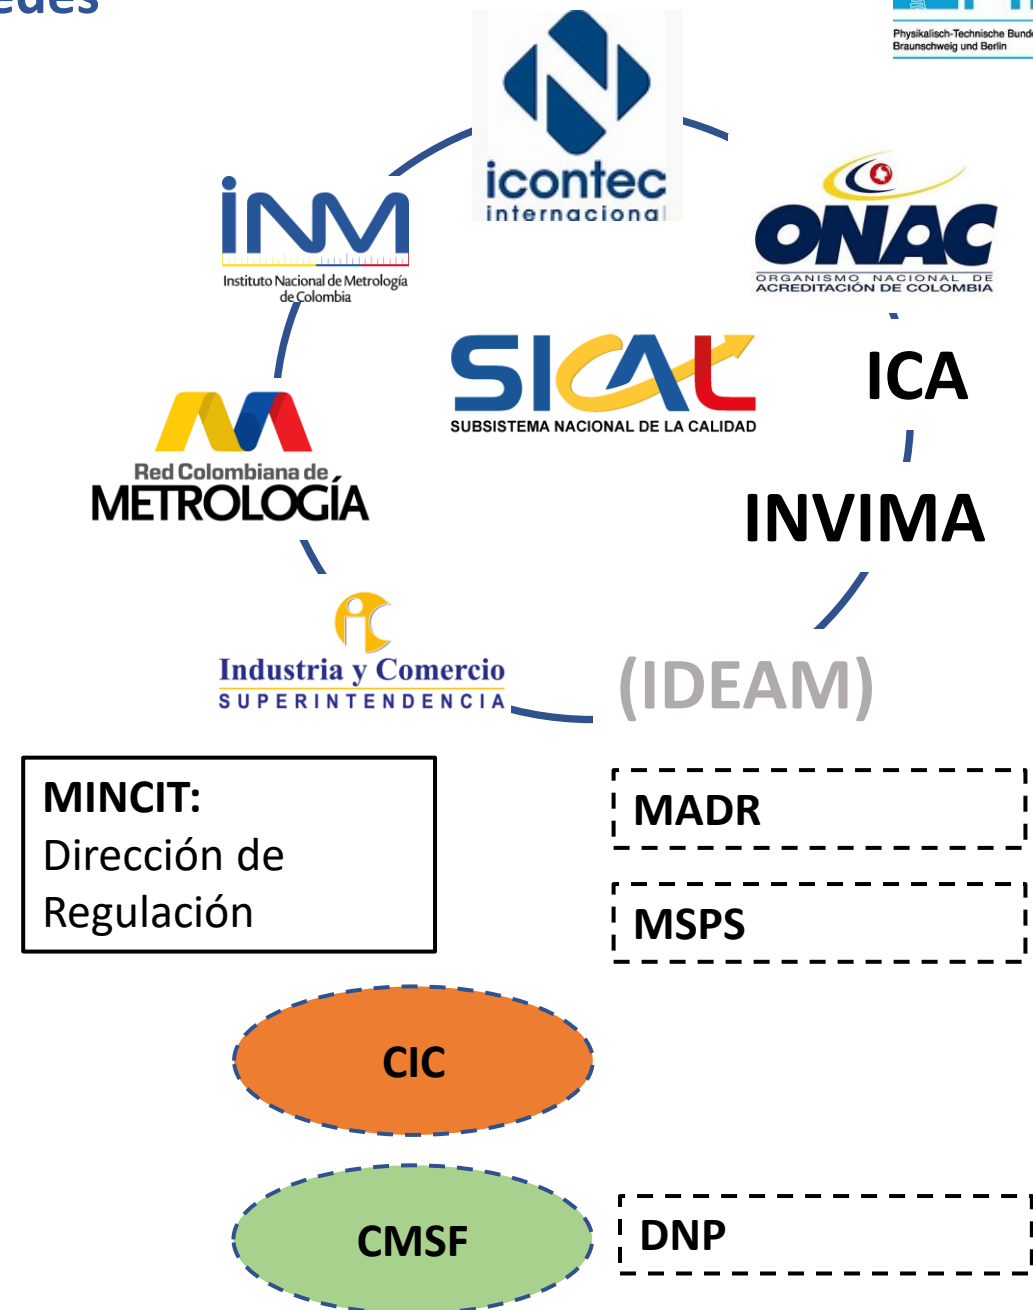 icontec
internacional
inm
Instituto Nacional de Metrología
de Colombia
ONAC
ORGANISMO NACIONAL DE
ACREDITACIÓN DE COLOMBIA
SICAL
SUBSISTEMA NACIONAL DE LA CALIDAD
ICA
Red Colombiana de
METROLOGÍA
INVIMA
Industria y Comercio
SUPERINTENDENCIA
(IDEAM)
MINCIT:
Dirección de
Regulación
MADR
MSPS
CIC
CMSF
DNP
Physikalisch-Technische
Braunschweig und Berlin